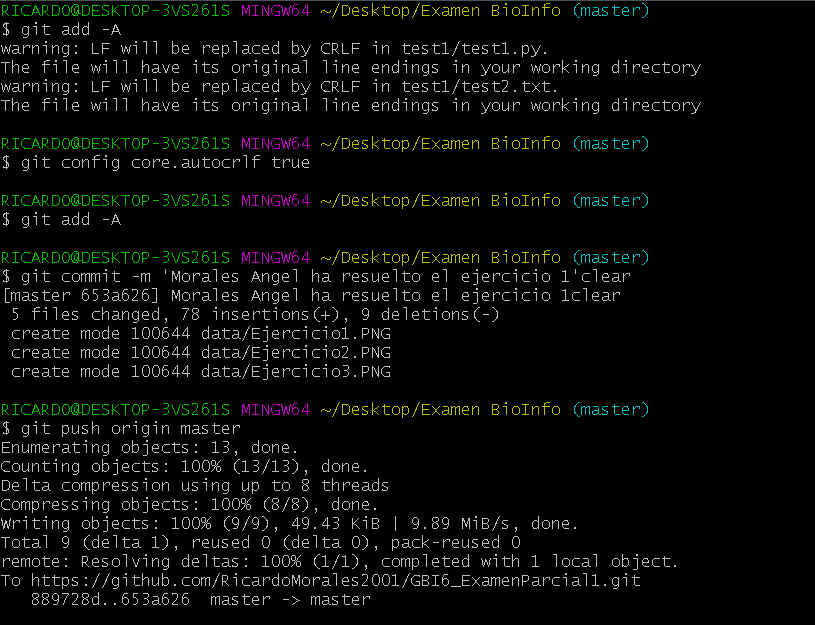 RICARDO@DESKTOP-3VS261S MINGW64 ~/Desktop/Examen BioInfo (master)
$ git add -A
warning: LF will be replaced by CRLF in test1/test1.py.
The file will have its original line endings in your working directory
warning: LF will be replaced by CRLF in test1/test2.txt.
The file will have its original line endings in your working directory
RICARDO@DESKTOP-3VS261S MINGW64 ~/Desktop/Examen BioInfo (master)
$ git config core.autocrlf true
RICARDO@DESKTOP-3VS261S MINGW64 ~/Desktop/Examen BioInfo (master)
$ git add -A
RICARDO@DESKTOP-3VS261S MINGW64 ~/Desktop/Examen BioInfo (master)
$ git commit -m 'Morales Angel ha resuelto el ejercicio 1'clear
[master 653a626] Morales Angel ha resuelto el ejercicio 1clear
 5 files changed, 78 insertions(+), 9 deletions(-)
 create mode 100644 data/Ejercicio1.PNG
 create mode 100644 data/Ejercicio2.PNG
 create mode 100644 data/Ejercicio3.PNG
RICARDO@DESKTOP-3VS261S MINGW64 ~/Desktop/Examen BioInfo (master)
$ git push origin master
Enumerating objects: 13, done.
Counting objects: 100% (13/13), done.
Delta compression using up to 8 threads
Compressing objects: 100% (8/8), done.
Writing objects: 100% (9/9), 49.43 KiB | 9.89 MiB/s, done.
Total 9 (delta 1), reused 0 (delta 0), pack-reused 0
remote: Resolving deltas: 100% (1/1), completed with 1 local object.
To https://github.com/RicardoMorales2001/GBI6_ExamenParcial1.git
   889728d..653a626  master -> master